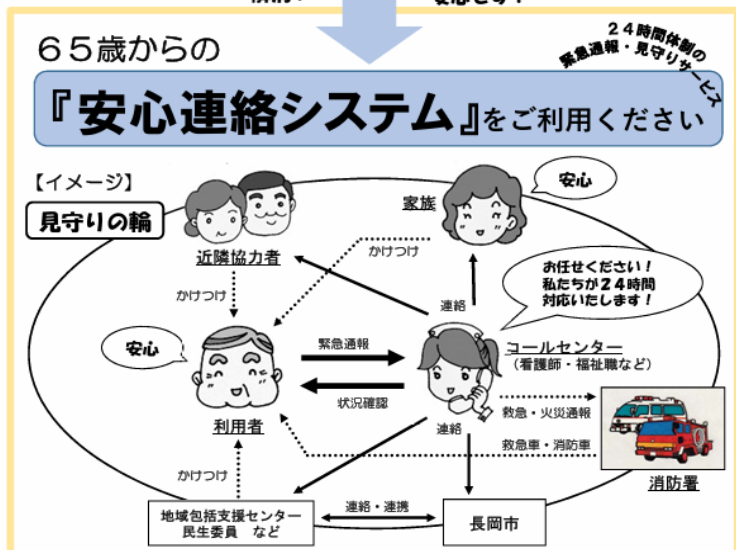 安心です！
65歳からの
24時間体制の
緊急通報・見守りサービス
『安心連絡システム』をご利用ください
【イメージ】
見守りの輪
近隣協力者
家族
安心
かけつけ
かけつけ
お任せください！
私たちが24時間
対応いたします！
連絡
安心
緊急通報
状況確認
利用者
コールセンター
（看護師・福祉職など）
救急・火災通報
救急車・消防車
消防署
連絡
かけつけ
地域包括支援センター
民生委員 など
連絡・連携
長岡市